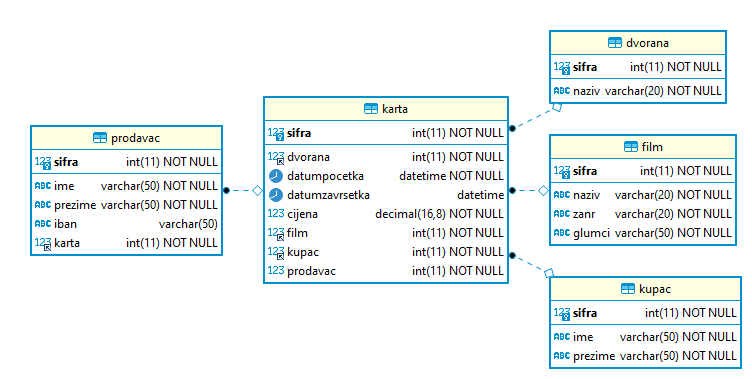 prodavac
123 sifra int(11) NOT NULL
ABC ime varchar(50) NOT NULL
ABC prezime varchar(50) NOT NULL
ABC iban varchar(50)
123 karta int(11) NOT NULL
karta
123 sifra int(11) NOT NULL
123 dvorana int(11) NOT NULL
datumpocetka datetime NOT NULL
datumzavrsetka datetime
123 cijena decimal(16,8) NOT NULL
123 film int(11) NOT NULL
123 kupac int(11) NOT NULL
123 prodavac int(11) NOT NULL
dvorana
123 sifra int(11) NOT NULL
ABC naziv varchar(20) NOT NULL
film
123 sifra int(11) NOT NULL
ABC naziv varchar(20) NOT NULL
ABC zanr varchar(20) NOT NULL
ABC glumci varchar(50) NOT NULL
kupac
123 sifra int(11) NOT NULL
ABC ime varchar(50) NOT NULL
ABC prezime varchar(50) NOT NULL